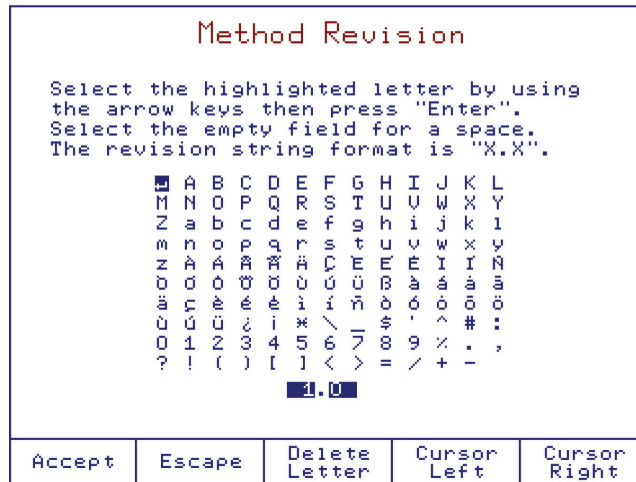 Method Revision
Select the highlighted letter by using
the arrow keys then press "Enter".
Select the empty field for a space.
The revision string format is "X.X".
↵ A B C D E F G H I J K L
M N O P Q R S T U V W X Y
Z a b c d e f g h i j k l
m n o p q r s t u v w x y
z À Á
Ç
ß à á
ç è é ì í ñ ò ó
ù ú ü ¿ ¡ \ _ $ ' ^ # :
0 1 2 3 4 5 6 7 8 9 % . ,
? ! ( ) [ ] < > = / + -
1.0
Accept
Escape
Delete
Letter
Cursor
Left
Cursor
Right